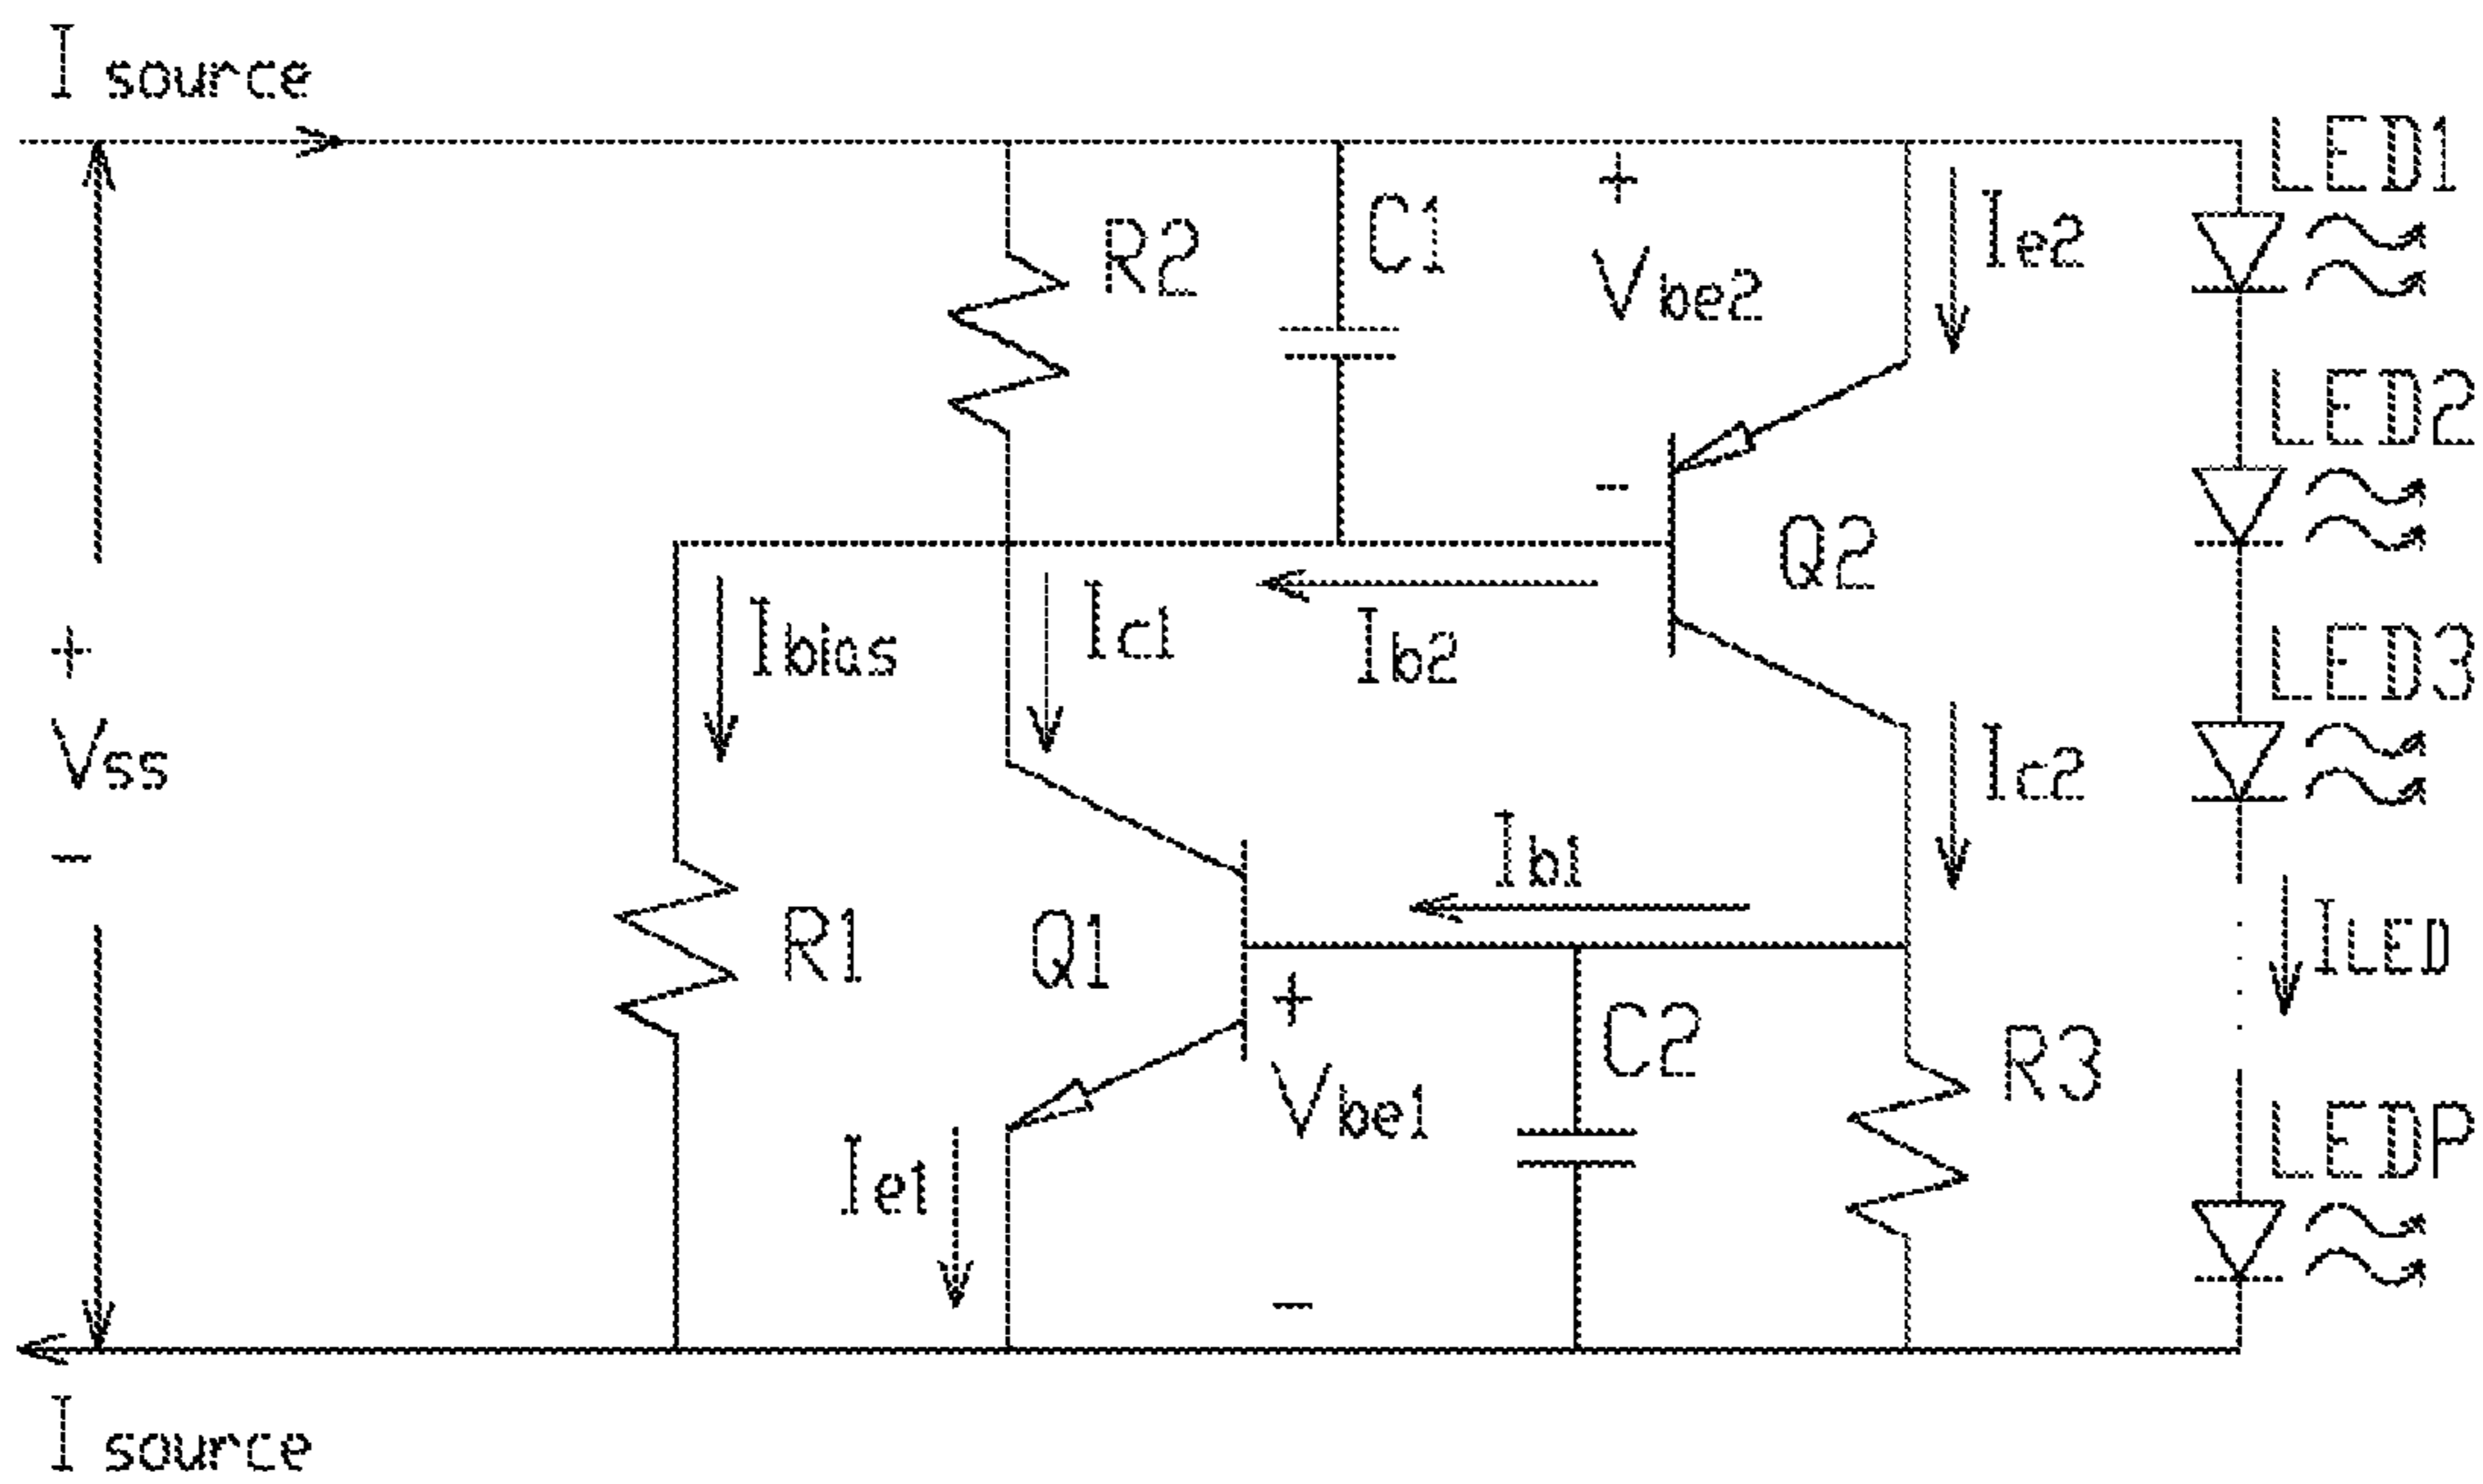 I source
LED1
R2
C1
+
Vbe2
-
Ie2
LED2
Q2
Ibias
Ic1
Ib2
LED3
+
Vss
-
Ic2
Ib1
R1
Q1
ILED
+
Vbe1
-
C2
R3
LEDP
Ie1
I source